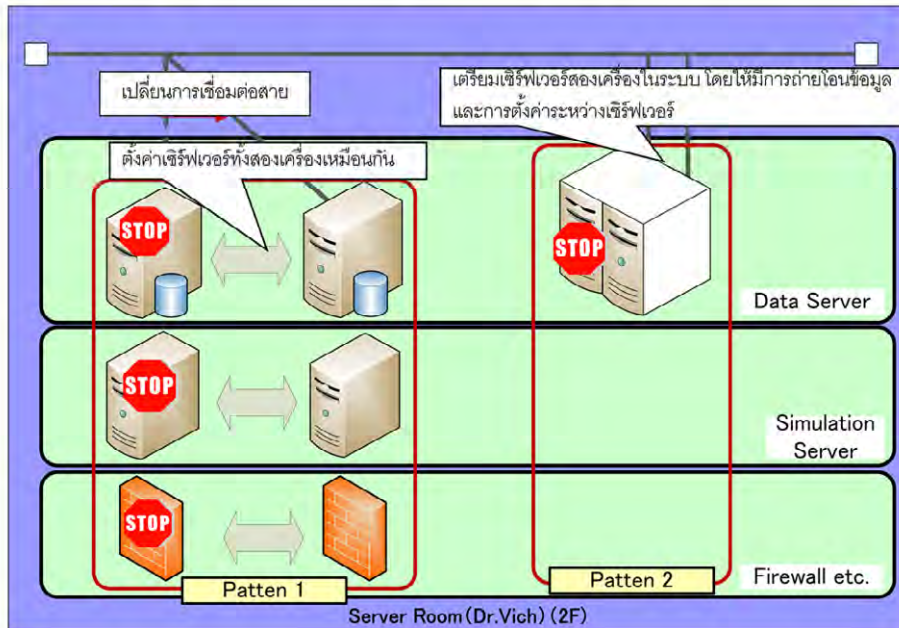 เปลี่ยนการเชื่อมต่อสาย
เตรียมเซิร์ฟเวอร์สองเครื่องในระบบ โดยให้มีการถ่ายโอนข้อมูล
และการตั้งค่าระหว่างเซิร์ฟเวอร์
ตั้งค่าเซิร์ฟเวอร์ทั้งสองเครื่องเหมือนกัน
STOP
STOP
Data Server
STOP
Simulation
Server
STOP
Patten 1
Patten 2
Firewall etc.
Server Room(Dr.Vich) (2F)